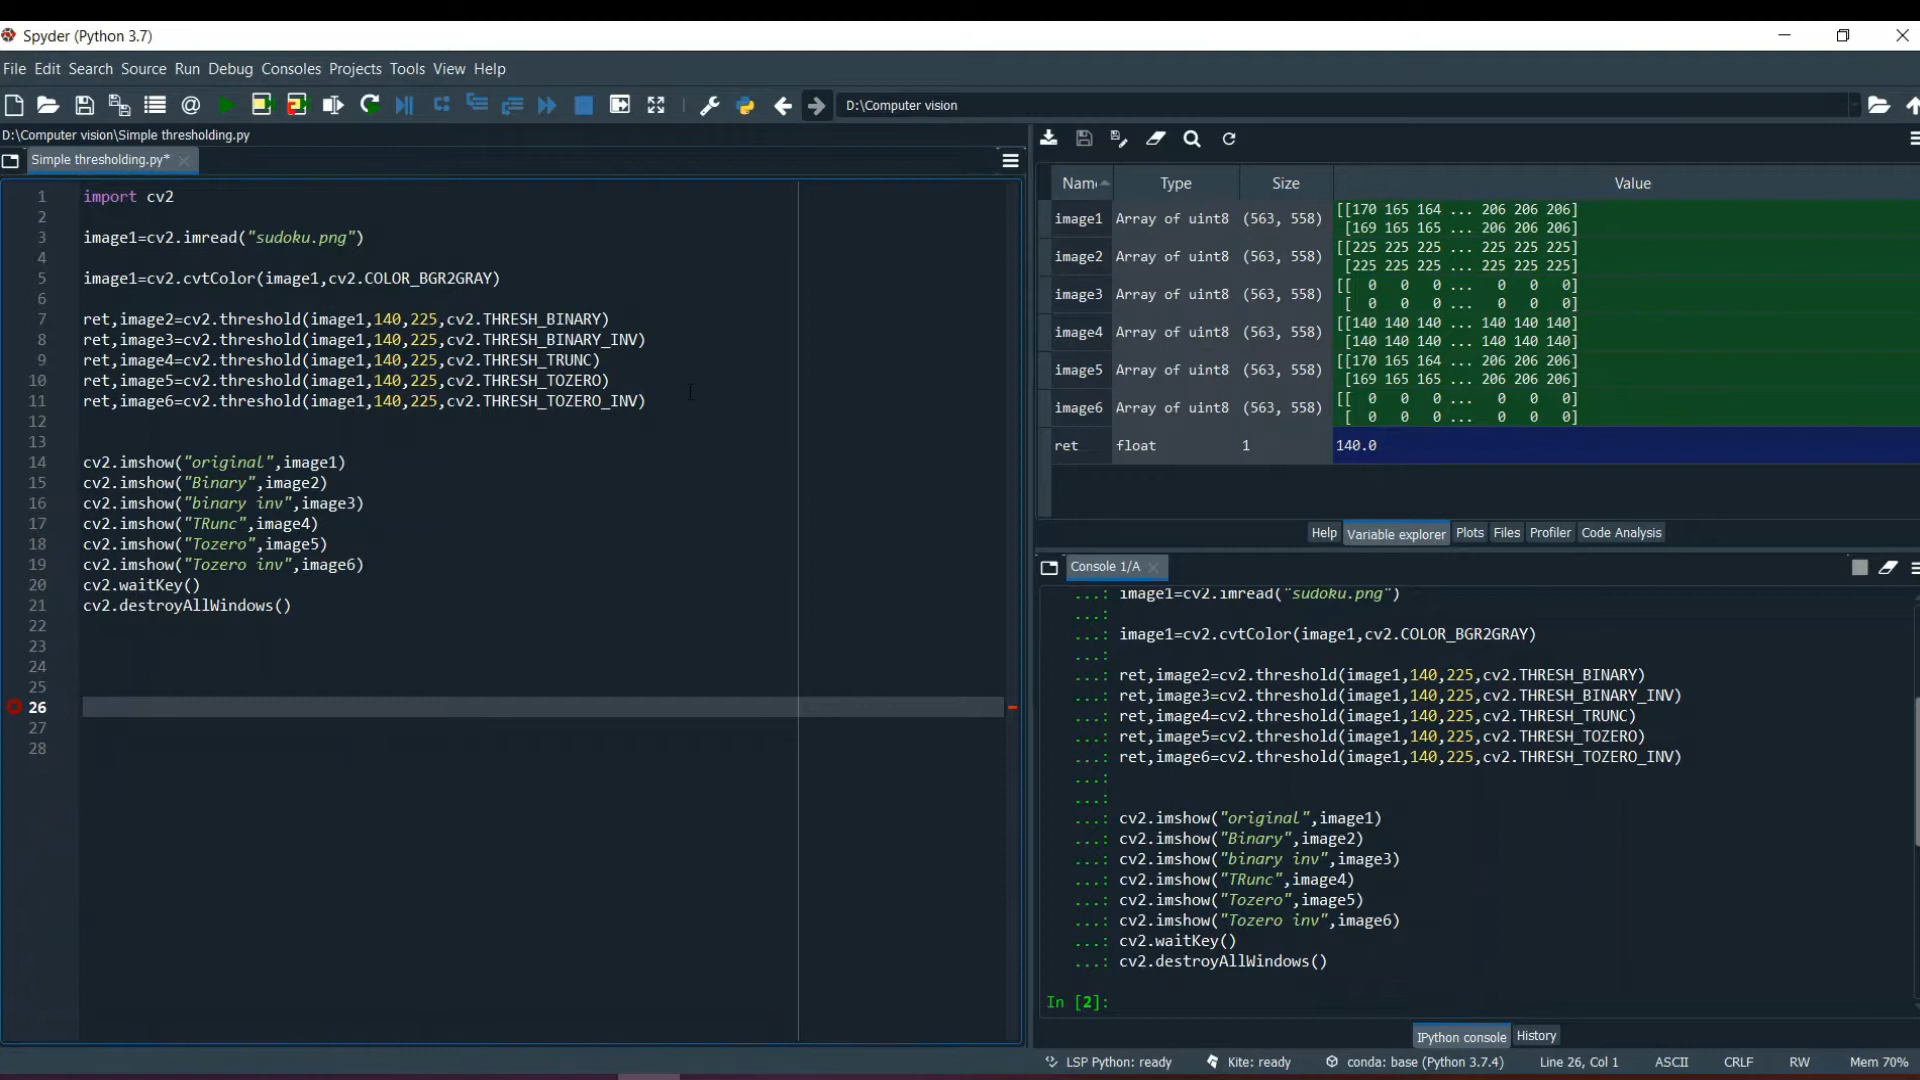 Spyder (Python 3.7)
File Edit Search Source Run Debug Consoles Projects Tools View Help
D:\Computer vision
D:\Computer vision\Simple thresholding.py
Simple thresholding.py*
1 import cv2
2
3 image1=cv2.imread("sudoku.png")
4
5 image1=cv2.cvtColor(image1,cv2.COLOR_BGR2GRAY)
6
7 ret,image2=cv2.threshold(image1,140,225,cv2.THRESH_BINARY)
8 ret,image3=cv2.threshold(image1,140,225,cv2.THRESH_BINARY_INV)
9 ret,image4=cv2.threshold(image1,140,225,cv2.THRESH_TRUNC)
10 ret,image5=cv2.threshold(image1,140,225,cv2.THRESH_TOZERO)
11 ret,image6=cv2.threshold(image1,140,225,cv2.THRESH_TOZERO_INV)
12
13
14 cv2.imshow("original",image1)
15 cv2.imshow("Binary",image2)
16 cv2.imshow("binary inv",image3)
17 cv2.imshow("TRunc",image4)
18 cv2.imshow("Tozero",image5)
19 cv2.imshow("Tozero inv",image6)
20 cv2.waitKey()
21 cv2.destroyAllWindows()
22
23
24
25
26
27
28
Name Type Size Value
image1 Array of uint8 (563, 558) [[170 165 164 ... 206 206 206]
[169 165 165 ... 206 206 206]
image2 Array of uint8 (563, 558) [[225 225 225 ... 225 225 225]
[225 225 225 ... 225 225 225]
image3 Array of uint8 (563, 558) [[ 0 0 0 ... 0 0 0]
[ 0 0 0 ... 0 0 0]
image4 Array of uint8 (563, 558) [[140 140 140 ... 140 140 140]
[140 140 140 ... 140 140 140]
image5 Array of uint8 (563, 558) [[170 165 164 ... 206 206 206]
[169 165 165 ... 206 206 206]
image6 Array of uint8 (563, 558) [[ 0 0 0 ... 0 0 0]
[ 0 0 0 ... 0 0 0]
ret float 1 140.0
Help Variable explorer Plots Files Profiler Code Analysis
Console 1/A
...: image1=cv2.imread("sudoku.png")
...:
...: image1=cv2.cvtColor(image1,cv2.COLOR_BGR2GRAY)
...:
...: ret,image2=cv2.threshold(image1,140,225,cv2.THRESH_BINARY)
...: ret,image3=cv2.threshold(image1,140,225,cv2.THRESH_BINARY_INV)
...: ret,image4=cv2.threshold(image1,140,225,cv2.THRESH_TRUNC)
...: ret,image5=cv2.threshold(image1,140,225,cv2.THRESH_TOZERO)
...: ret,image6=cv2.threshold(image1,140,225,cv2.THRESH_TOZERO_INV)
...:
...:
...: cv2.imshow("original",image1)
...: cv2.imshow("Binary",image2)
...: cv2.imshow("binary inv",image3)
...: cv2.imshow("TRunc",image4)
...: cv2.imshow("Tozero",image5)
...: cv2.imshow("Tozero inv",image6)
...: cv2.waitKey()
...: cv2.destroyAllWindows()
In [2]:
IPython console History
LSP Python: ready Kite: ready conda: base (Python 3.7.4) Line 26, Col 1 ASCII CRLF RW Mem 70%